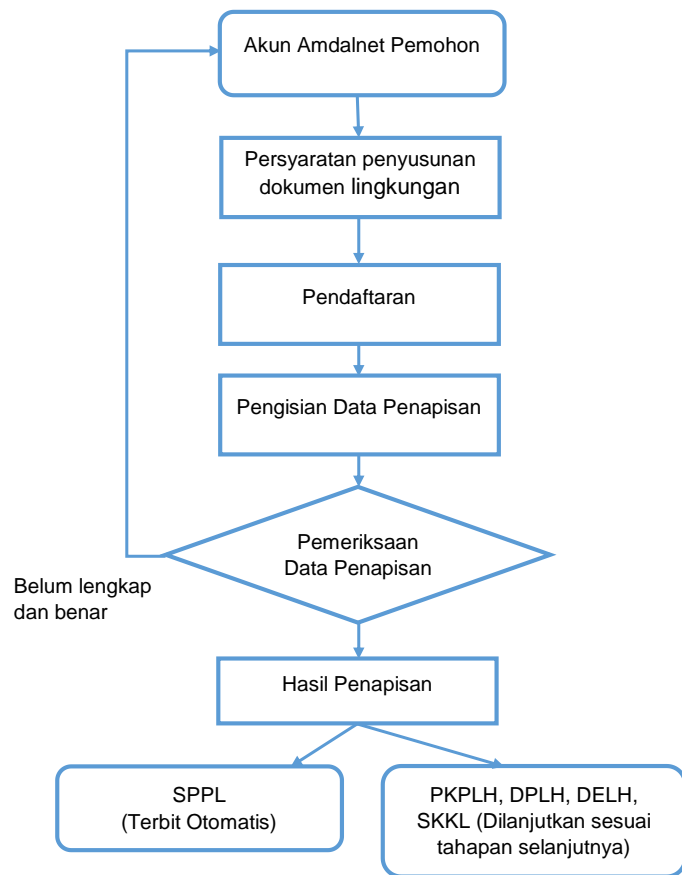 Akun Amdalnet Pemohon
Persyaratan penyusunan
dokumen lingkungan
Pendaftaran
Pengisian Data Penapisan
Pemeriksaan
Data Penapisan
Belum lengkap
dan benar
Hasil Penapisan
SPPL
(Terbit Otomatis)
PKPLH, DPLH, DELH,
SKKL (Dilanjutkan sesuai
tahapan selanjutnya)